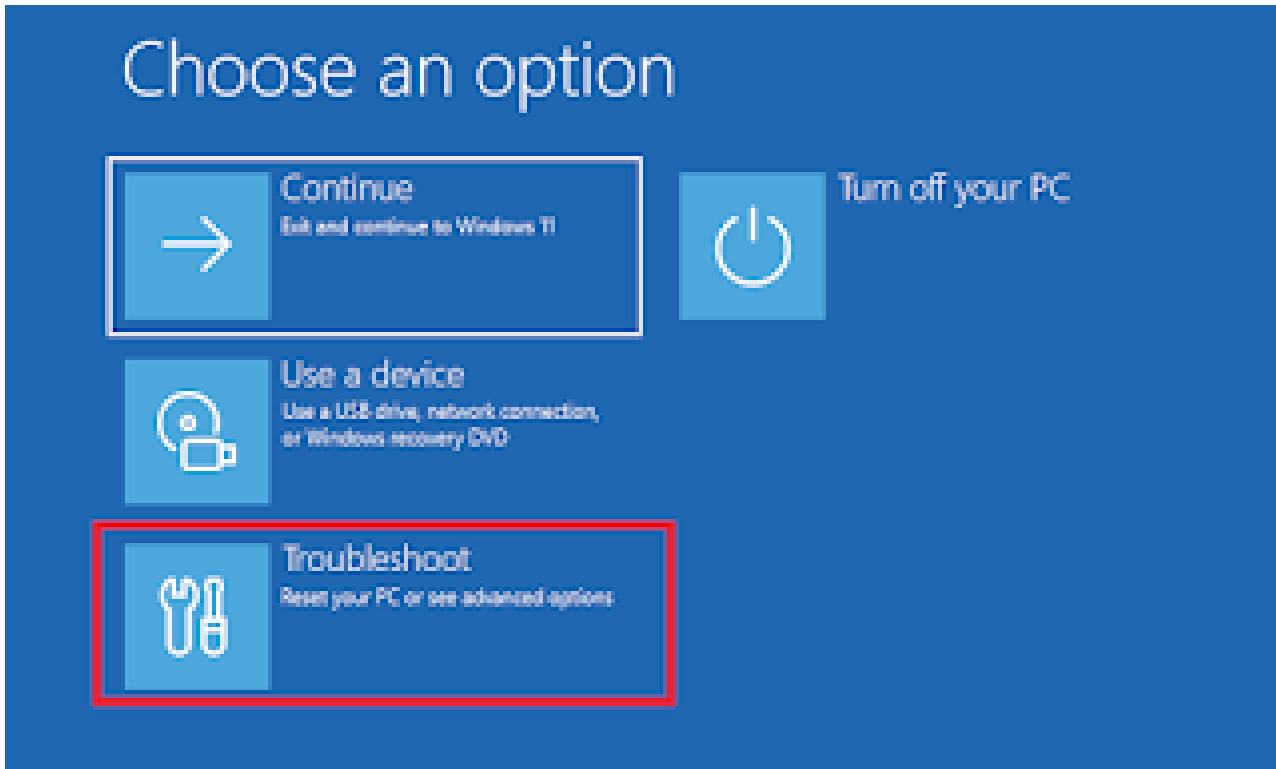 Choose an option
Continue
Exit and continue to Windows 11
Turn off your PC
Use a device
Use a USB drive, network connection,
or Windows recovery DVD
Troubleshoot
Reset your PC or see advanced options